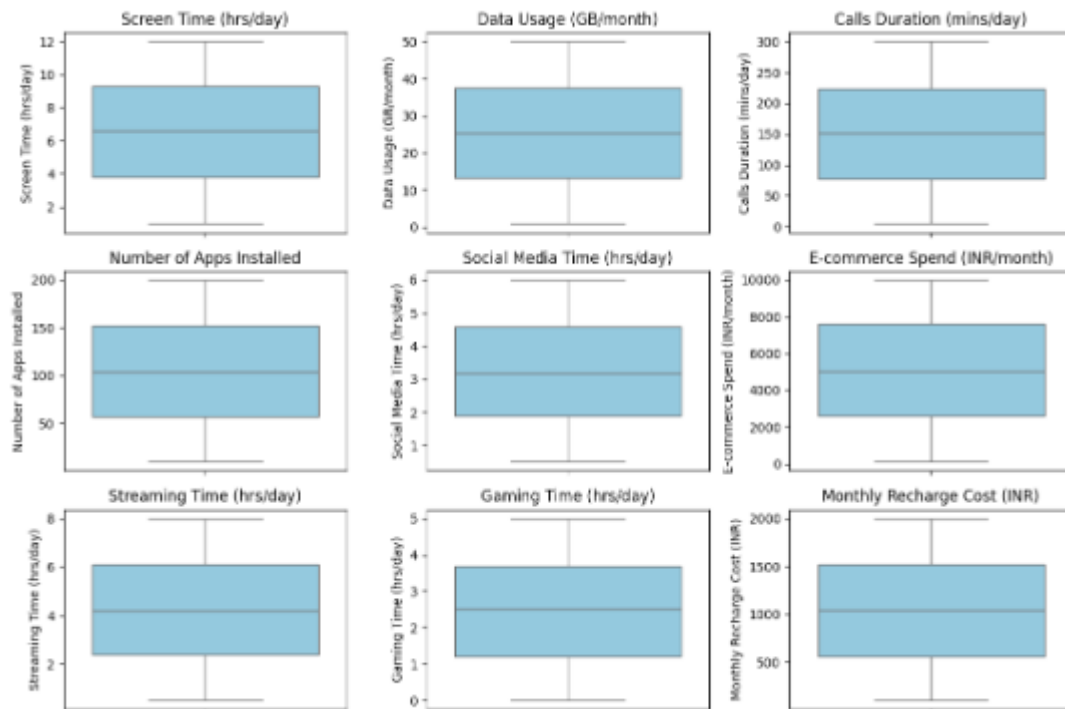 Screen Time (hrs/day)
Screen Time (hrs/day)
12
10
8
6
4
2
Data Usage (GB/month)
Data Usage (GB/month)
50
40
30
20
10
0
Calls Duration (mins/day)
Calls Duration (mins/day)
300
250
200
150
100
50
0
Number of Apps Installed
Number of Apps Installed
200
150
100
50
Social Media Time (hrs/day)
Social Media Time (hrs/day)
6
5
4
3
2
1
E-commerce Spend (INR/month)
E-commerce Spend (INR/month)
10000
8000
6000
4000
2000
0
Streaming Time (hrs/day)
Streaming Time (hrs/day)
8
6
4
2
Gaming Time (hrs/day)
Gaming Time (hrs/day)
5
4
3
2
1
0
Monthly Recharge Cost (INR)
Monthly Recharge Cost (INR)
2000
1500
1000
500